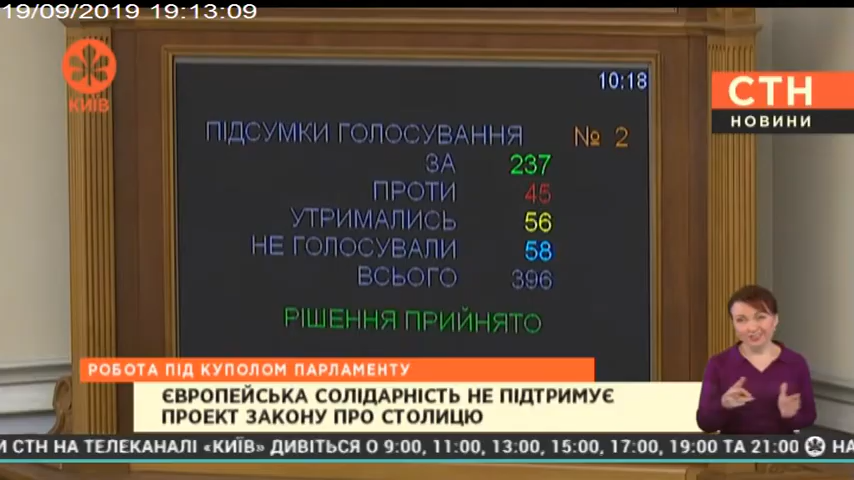 19/09/2019 19:13:09
КИЇВ
10:18
СТН
НОВИНИ
ПІДСУМКИ ГОЛОСУВАННЯ № 2
ЗА 237
ПРОТИ 45
УТРИМАЛИСЬ 56
НЕ ГОЛОСУВАЛИ 58
ВСЬОГО 396
РІШЕННЯ ПРИЙНЯТО
РОБОТА ПІД КУПОЛОМ ПАРЛАМЕНТУ
ЄВРОПЕЙСЬКА СОЛІДАРНІСТЬ НЕ ПІДТРИМУЄ
ПРОЕКТ ЗАКОНУ ПРО СТОЛИЦЮ
И СТН НА ТЕЛЕКАНАЛІ «КИЇВ» ДИВІТЬСЯ О 9:00, 11:00, 13:00, 15:00, 17:00, 19:00 ТА 21:00 НА